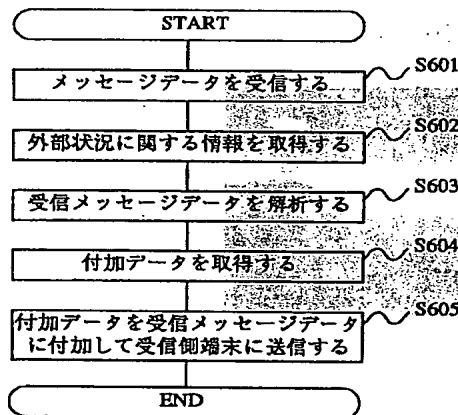 START
S601
メッセージデータを受信する
S602
外部状況に関する情報を取得する
S603
受信メッセージデータを解析する
S604
付加データを取得する
S605
付加データを受信メッセージデータ
に付加して受信側端末に送信する
END